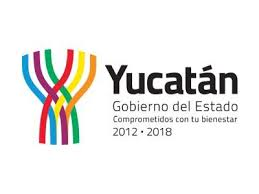 Yucatán
Gobierno del Estado
Comprometidos con tu bienestar
2012 • 2018